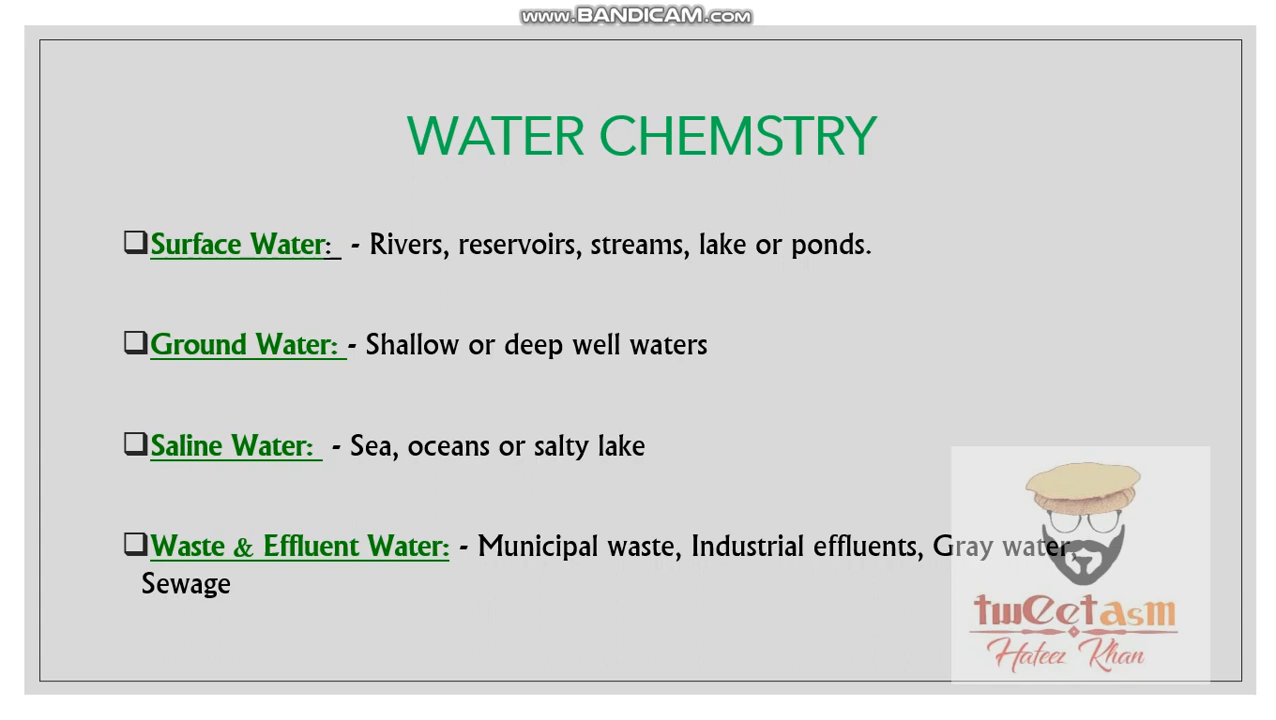 www.BANDICAM.com
WATER CHEMSTRY
❑Surface Water: - Rivers, reservoirs, streams, lake or ponds.
❑Ground Water: - Shallow or deep well waters
❑Saline Water: - Sea, oceans or salty lake
❑Waste & Effluent Water: - Municipal waste, Industrial effluents, Gray water,
Sewage
tweetasm
Hafeez Khan